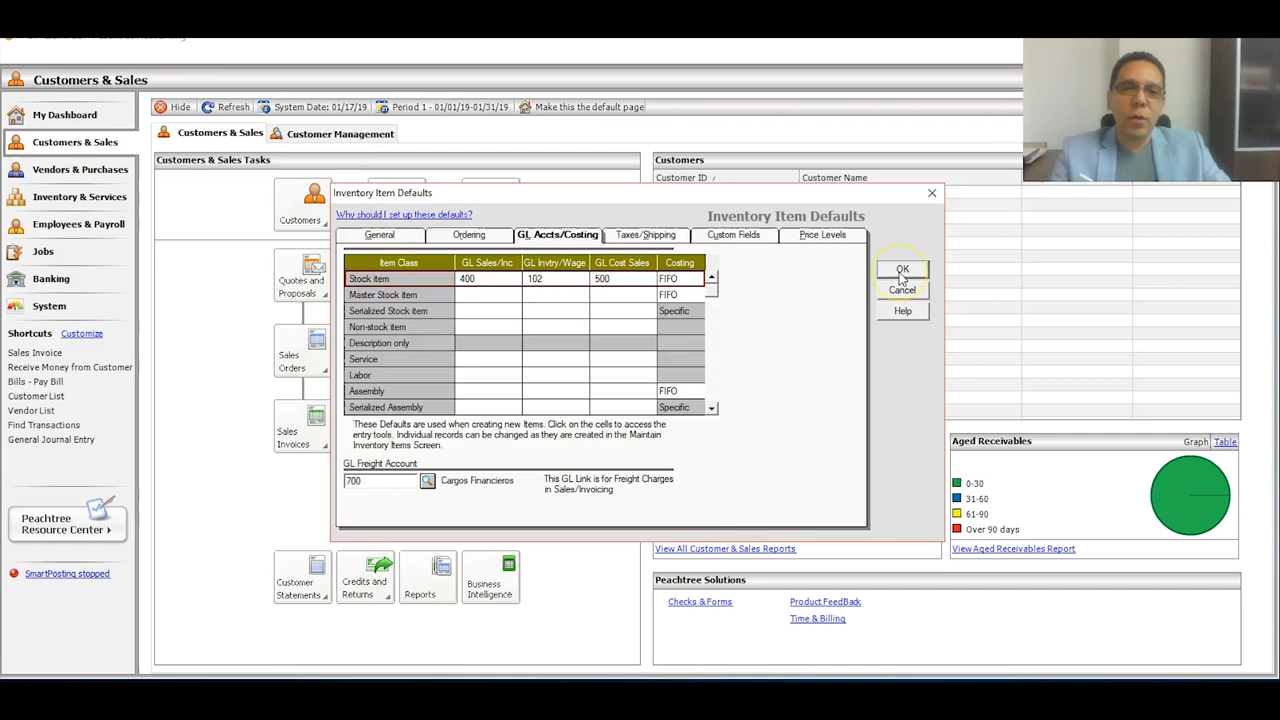 Customers & Sales
My Dashboard
Customers & Sales
Vendors & Purchases
Inventory & Services
Employees & Payroll
Jobs
Banking
System
Shortcuts Customize
Sales Invoice
Receive Money from Customer
Bills - Pay Bill
Customer List
Vendor List
Find Transactions
General Journal Entry
Peachtree
Resource Center
SmartPosting stopped
Hide Refresh System Date: 01/17/19 Period 1 - 01/01/19-01/31/19 Make this the default page
Customers & Sales Customer Management
Customers & Sales Tasks
Customers
Quotes and
Proposals
Sales
Orders
Sales
Invoices
Customer
Statements
Credits and
Returns
Reports
Business
Intelligence
Customers
Customer ID / Customer Name
Inventory Item Defaults
Why should I set up these defaults?
Inventory Item Defaults
General Ordering GL Accts/Costing Taxes/Shipping Custom Fields Price Levels
Item Class GL Sales/Inc GL Invtry/Wage GL Cost Sales Costing
Stock item 400 102 500 FIFO
Master Stock item FIFO
Serialized Stock item Specific
Non-stock item
Description only
Service
Labor
Assembly FIFO
Serialized Assembly Specific
These Defaults are used when creating new Items. Click on the cells to access the
entry tools. Individual records can be changed as they are created in the Maintain
Inventory Items Screen.
GL Freight Account
700 Cargos Financieros
This GL Link is for Freight Charges
in Sales/Invoicing
OK
Cancel
Help
View All Customer & Sales Reports
Aged Receivables Graph Table
0-30
31-60
61-90
Over 90 days
View Aged Receivables Report
Peachtree Solutions
Checks & Forms
Product FeedBack
Time & Billing